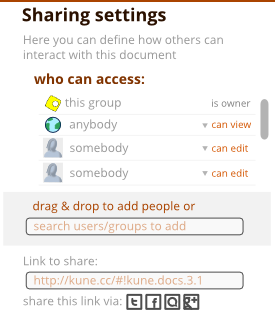 Sharing settings
Here you can define how others can
interact with this document
who can access:
this group is owner
anybody can view
somebody can edit
somebody can edit
drag & drop to add people or
search users/groups to add
Link to share:
http://kune.cc/#!kune.docs.3.1
share this link via: